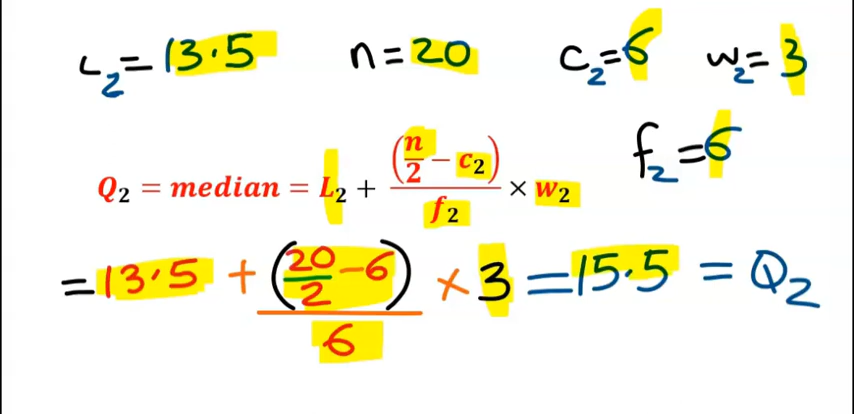 L₂=13.5 n=20 C₂=6 w₂=3
f₂=6
Q₂ = median = L₂ + (n/2 − c₂)/f₂ × w₂
=13.5 + (20/2 −6)/6 × 3 = 15.5 = Q₂